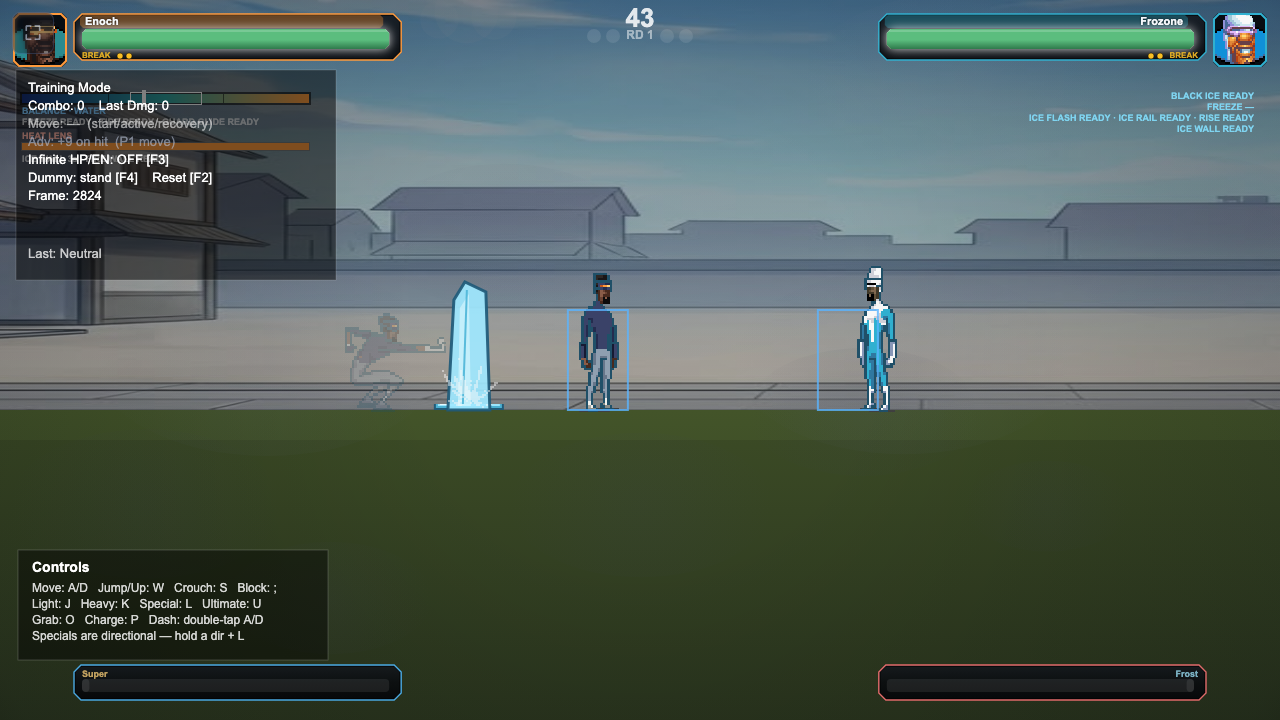 Enoch
BREAK
43
RD 1
Frozone
BREAK
Training Mode
Combo: 0 Last Dmg: 0
Move: — (start/active/recovery)
HEAT LENS
Adv: +9 on hit (P1 move)
Infinite HP/EN: OFF [F3]
Dummy: stand [F4] Reset [F2]
Frame: 2824
Last: Neutral
BLACK ICE READY
FREEZE —
ICE FLASH READY · ICE RAIL READY · RISE READY
ICE WALL READY
Controls
Move: A/D Jump/Up: W Crouch: S Block: ;
Light: J Heavy: K Special: L Ultimate: U
Grab: O Charge: P Dash: double-tap A/D
Specials are directional — hold a dir + L
Super
Frost